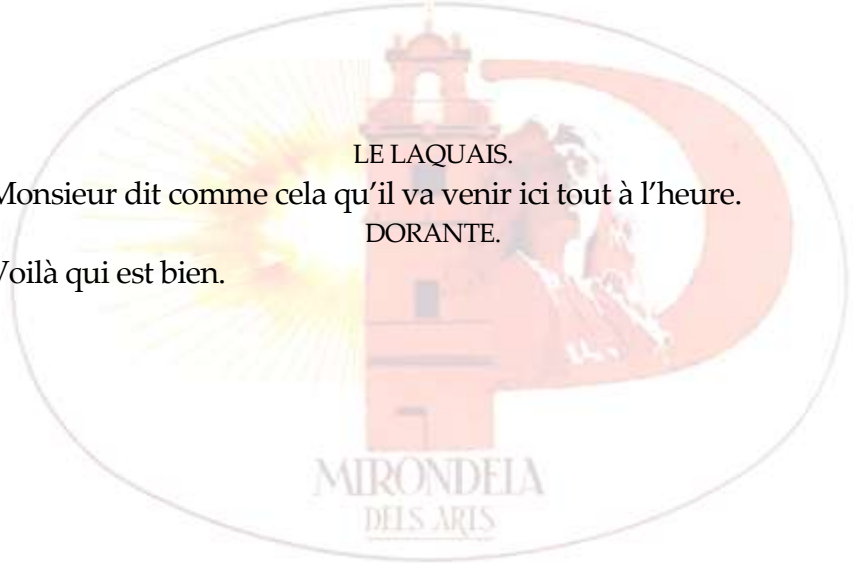 LE LAQUAIS.
Monsieur dit comme cela qu’il va venir ici tout à l’heure.
DORANTE.
Voilà qui est bien.
MIRONDELA
DELS ARTS